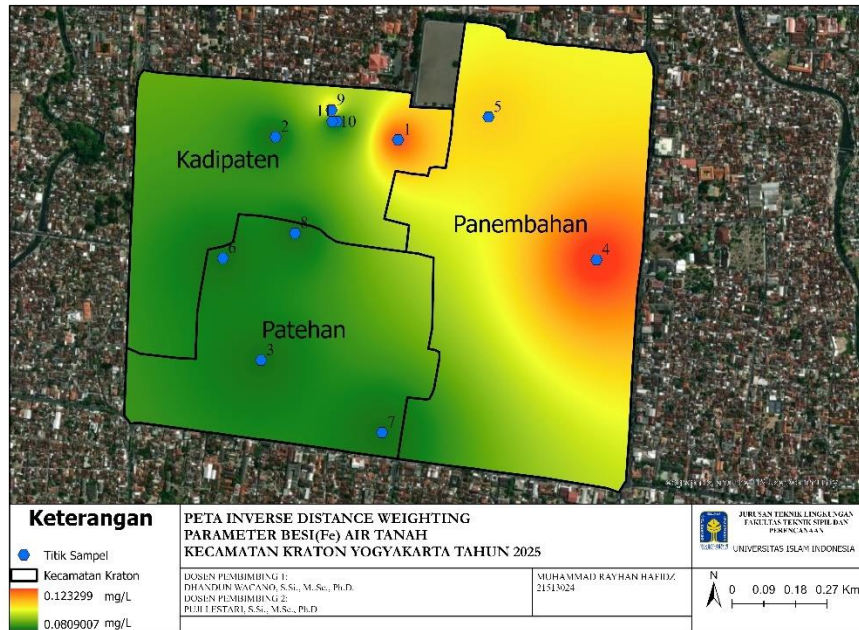 9
11
10
5
1
2
Kadipaten
Panembahan
8
4
6
Patehan
3
7
Keterangan
Titik Sampel
Kecamatan Kraton
0.123299 mg/L
0.0809007 mg/L
PETA INVERSE DISTANCE WEIGHTING
PARAMETER BESI(Fe) AIR TANAH
KECAMATAN KRATON YOGYAKARTA TAHUN 2025
DOSEN PEMBIMBING 1:
DHANDUN WACANO, S.Si., M.Sc., Ph.D.
DOSEN PEMBIMBING 2:
PUJI LESTARI, S.Si., M.Sc., Ph.D
MUHAMMAD RAYHAN HAFIDZ
21513024
JURUSAN TEKNIK LINGKUNGAN
FAKULTAS TEKNIK SIPIL DAN
PERENCANAAN
UNIVERSITAS ISLAM INDONESIA
N
0 0.09 0.18 0.27 Km